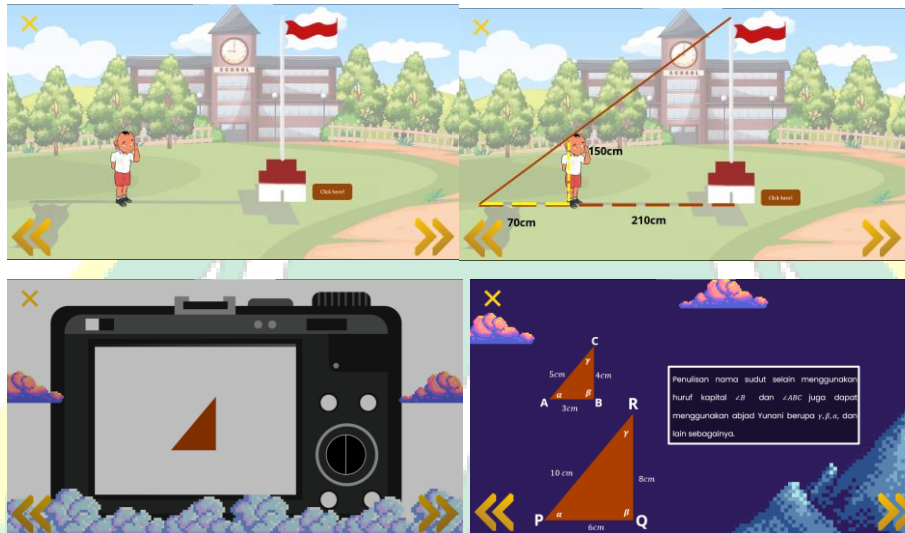 SCHOOL
Click here!
SCHOOL
150cm
Click here!
70cm
210cm
C
γ
5cm
4cm
α
β
A
B
3cm
R
γ
10 cm
8cm
α
β
P
Q
6cm
Penulisan nama sudut selain menggunakan
huruf kapital ∠B dan ∠ABC juga dapat
menggunakan abjad Yunani berupa γ, β, α, dan
lain sebagainya.